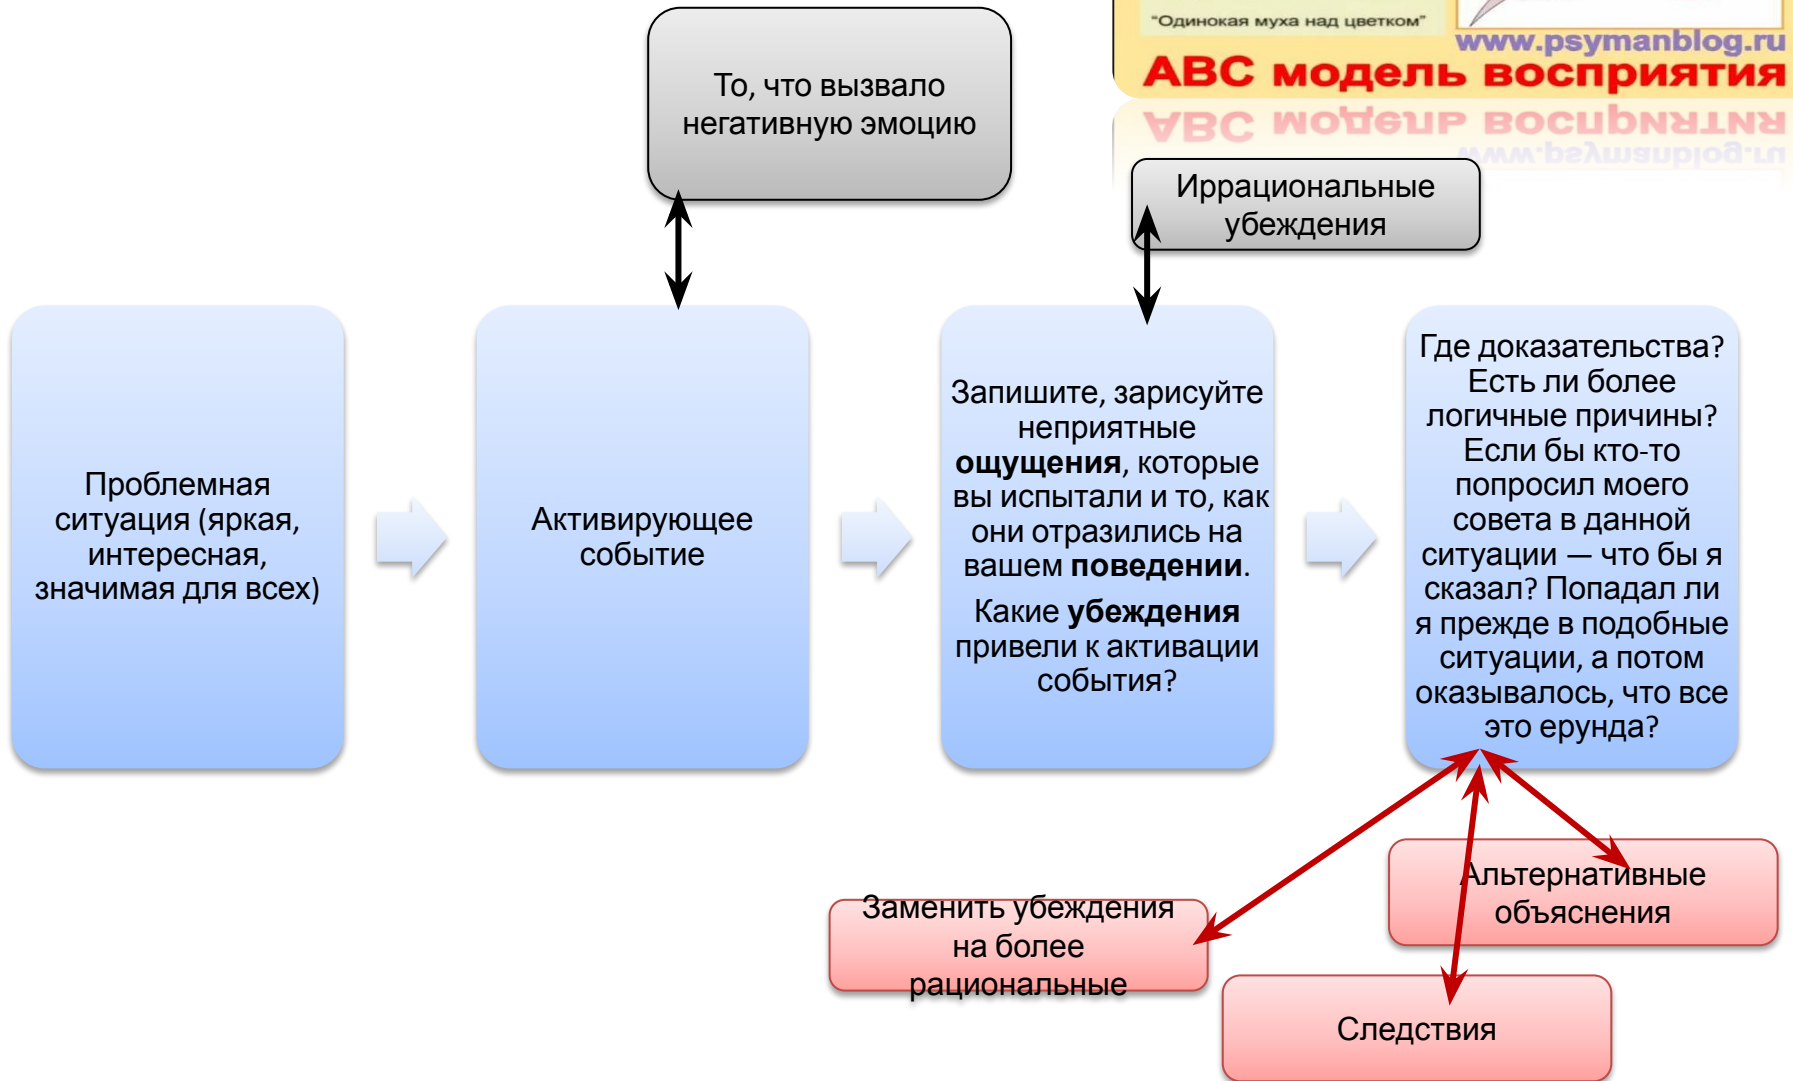 “Одинокая муха над цветком”
www.psymanblog.ru
АВС модель восприятия
То, что вызвало
негативную эмоцию
Иррациональные
убеждения
Проблемная
ситуация (яркая,
интересная,
значимая для всех)
Активирующее
событие
Запишите, зарисуйте
неприятные
ощущения, которые
вы испытали и то, как
они отразились на
вашем поведении.
Какие убеждения
привели к активации
события?
Где доказательства?
Есть ли более
логичные причины?
Если бы кто-то
попросил моего
совета в данной
ситуации — что бы я
сказал? Попадал ли
я прежде в подобные
ситуации, а потом
оказывалось, что все
это ерунда?
Заменить убеждения
на более
рациональные
Альтернативные
объяснения
Следствия